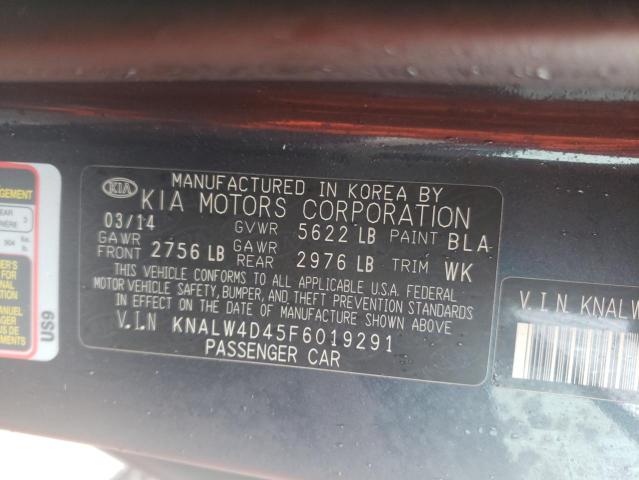 MANUFACTURED IN KOREA BY
KIA
KIA MOTORS CORPORATION
03/14 GVWR 5622 LB PAINT BLA
GAWR FRONT 2756 LB GAWR REAR 2976 LB TRIM WK
THIS VEHICLE CONFORMS TO ALL APPLICABLE U.S.A. FEDERAL
MOTOR VEHICLE SAFETY, BUMPER, AND THEFT PREVENTION STANDARDS
IN EFFECT ON THE DATE OF MANUFACTURE SHOWN ABOVE
V.I.N KNALW4D45F6019291
PASSENGER CAR
V.I.N KNALW
US9